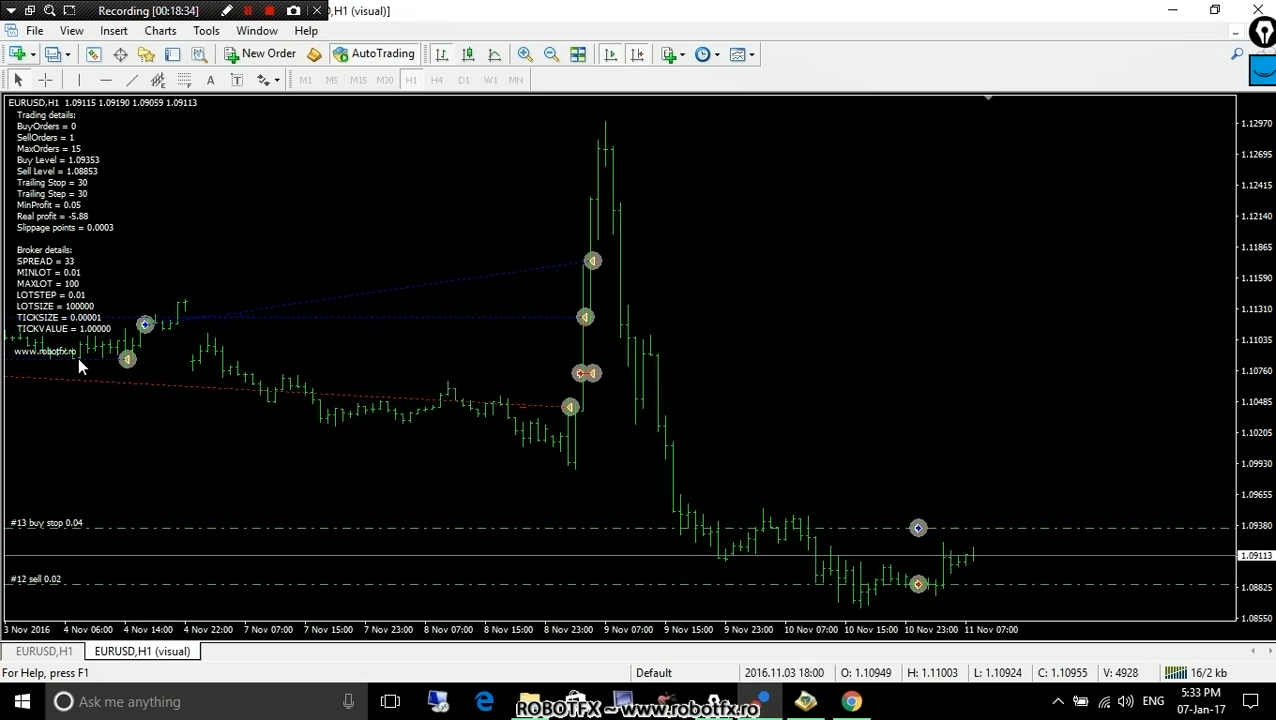 Recording [00:18:34]
,H1 (visual)]
File View Insert Charts Tools Window Help
New Order AutoTrading
A T M1 M5 M15 M30 H1 H4 D1 W1 MN
EURUSD,H1 1.09115 1.09190 1.09059 1.09113
Trading details:
BuyOrders = 0
SellOrders = 1
MaxOrders = 15
Buy Level = 1.09353
Sell Level = 1.08853
Trailing Stop = 30
Trailing Step = 30
MinProfit = 0.05
Real profit = -5.88
Slippage points = 0.0003
Broker details:
SPREAD = 33
MINLOT = 0.01
MAXLOT = 100
LOTSTEP = 0.01
LOTSIZE = 100000
TICKSIZE = 0.00001
TICKVALUE = 1.00000
www.robotfx.ro
1.12970
1.12695
1.12415
1.12140
1.11865
1.11590
1.11310
1.11035
1.10760
1.10485
1.10205
1.09930
1.09655
1.09380
1.09113
1.08825
1.08550
#13 buy stop 0.04
#12 sell 0.02
3 Nov 2016 4 Nov 06:00 4 Nov 14:00 4 Nov 22:00 7 Nov 07:00 7 Nov 15:00 7 Nov 23:00 8 Nov 07:00 8 Nov 15:00 8 Nov 23:00 9 Nov 07:00 9 Nov 15:00 9 Nov 23:00 10 Nov 07:00 10 Nov 15:00 10 Nov 23:00 11 Nov 07:00
EURUSD,H1 EURUSD,H1 (visual)
For Help, press F1 Default 2016.11.03 18:00 O: 1.10949 H: 1.11003 L: 1.10924 C: 1.10955 V: 4928 16/2 kb
Ask me anything ENG 5:33 PM
07-Jan-17
ROBOTFX ~ www.robotfx.ro